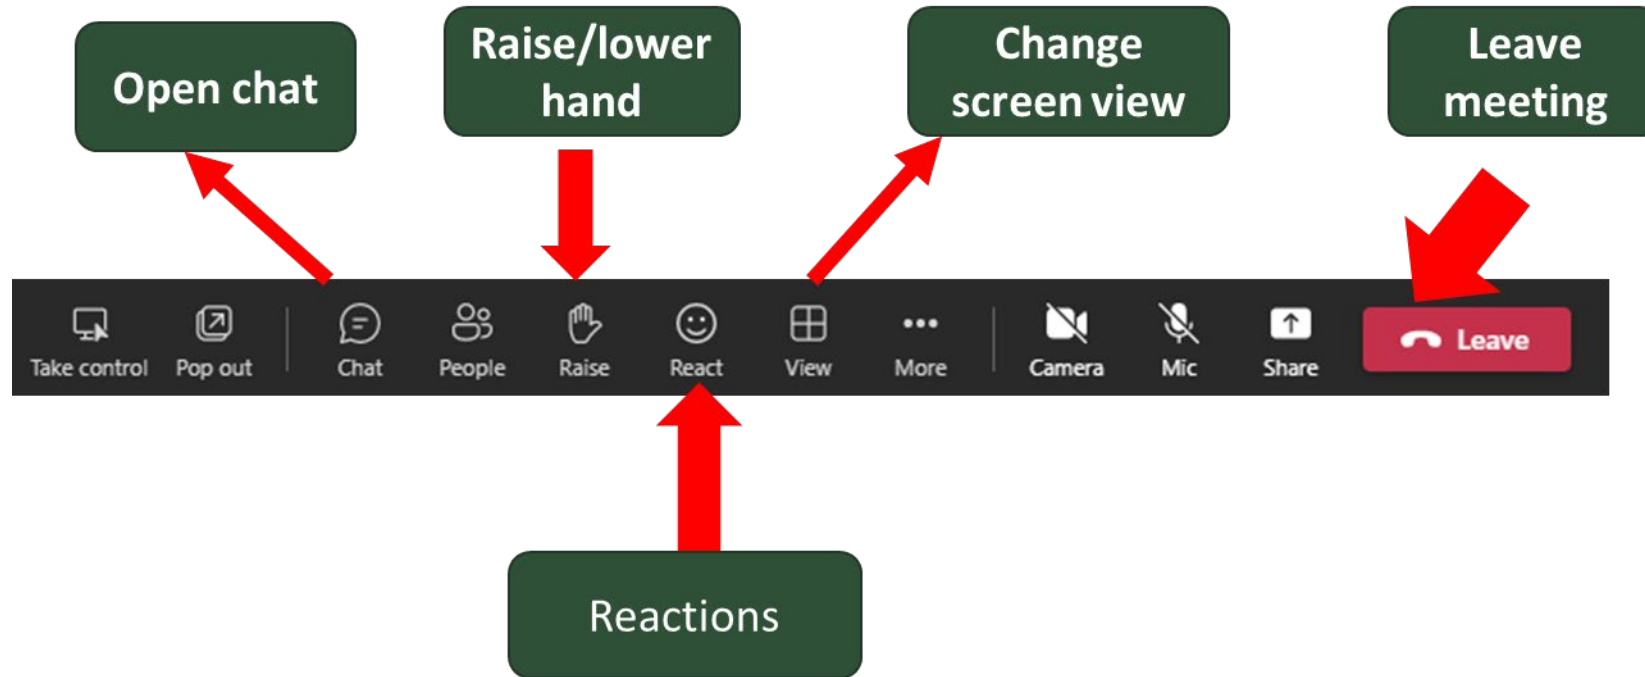 Open chat
Raise/lower
hand
Change
screen view
Leave
meeting
Take control
Pop out
Chat
People
Raise
React
View
More
Camera
Mic
Share
Leave
Reactions